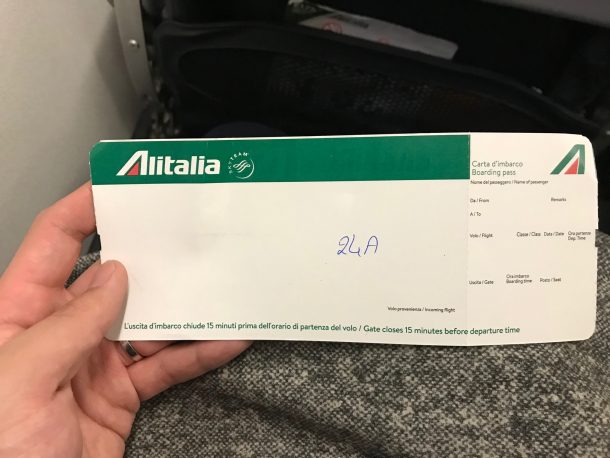 Alitalia SKYTEAM
24A
Volo provenienza / Incoming flight
L'uscita d'imbarco chiude 15 minuti prima dell'orario di partenza del volo / Gate closes 15 minutes before departure time
Carta d'imbarco
Boarding pass
Nome del passeggero / Name of passenger
Da / From Remarks
A / To
Volo / Flight Classe / Class Data / Date Ora partenza
Dep. Time
Uscita / Gate Ora imbarco
Boarding time Posto / Seat